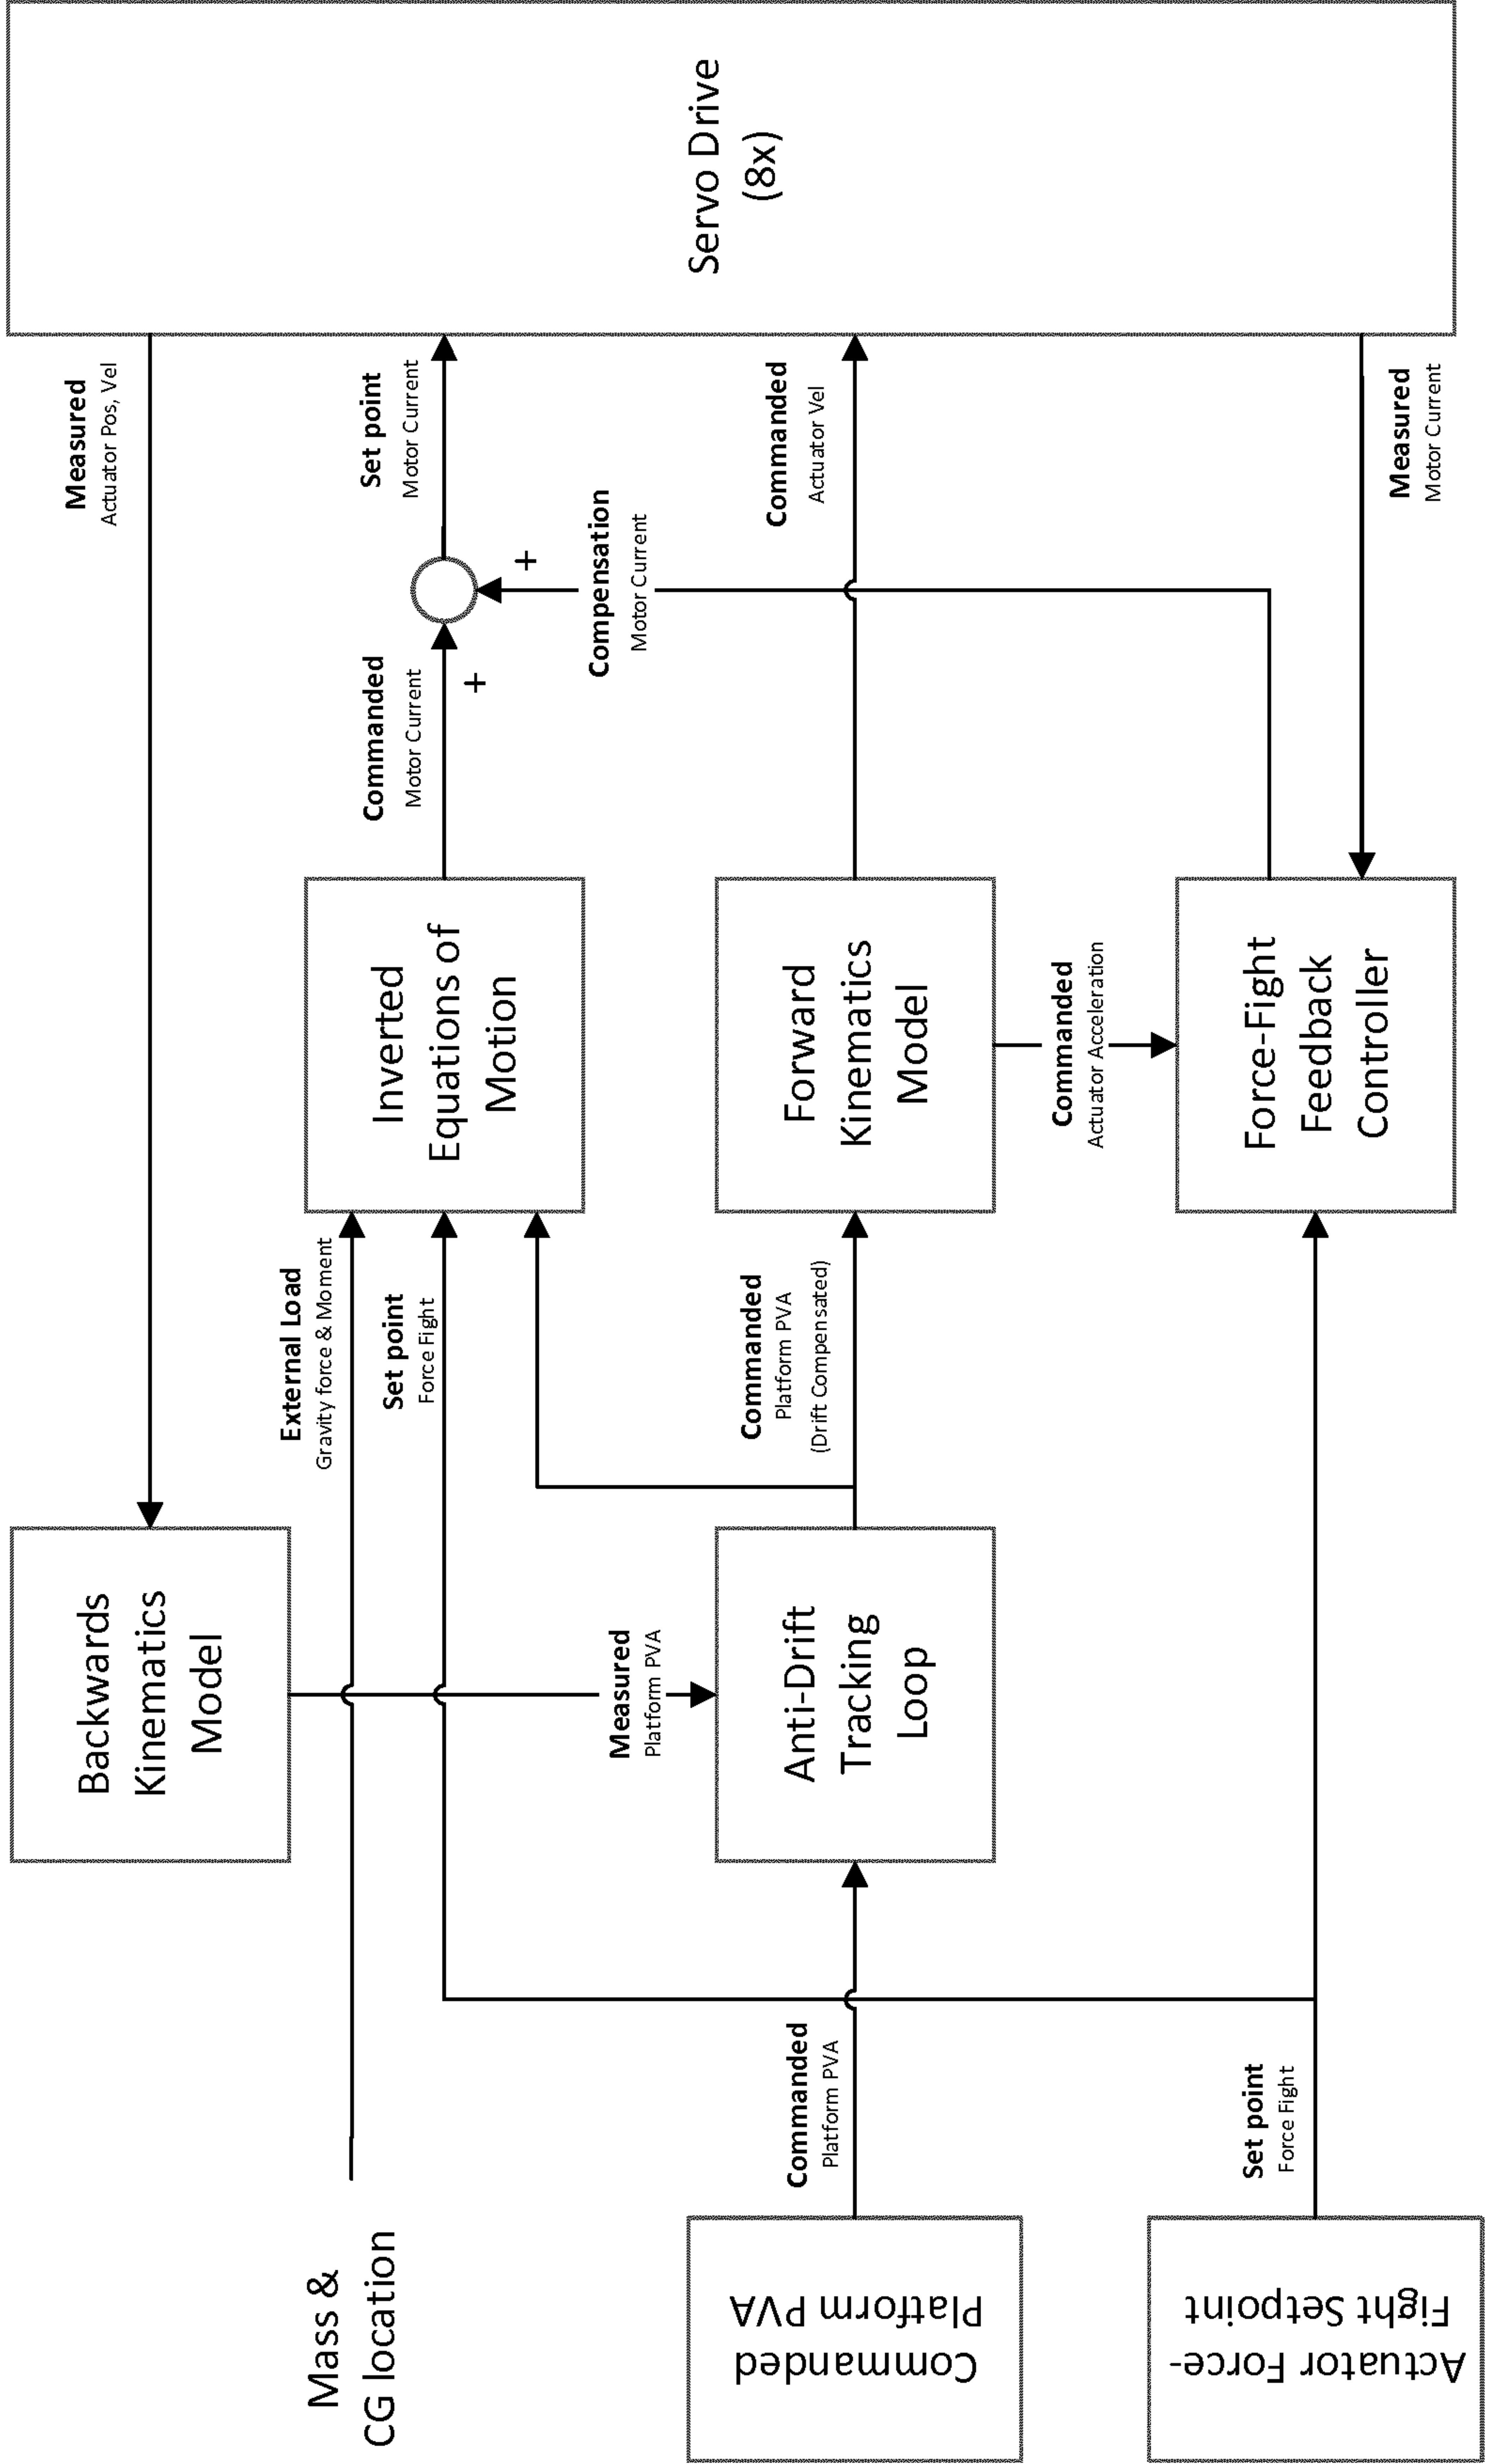 Mass &
CG location
Commanded
Platform PVA
Actuator Force-
Fight Setpoint
Commanded
Platform PVA
Set point
Force Fight
Backwards
Kinematics
Model
Measured
Platform PVA
Anti-Drift
Tracking
Loop
External Load
Gravity force & Moment
Set point
Force Fight
Commanded
Platform PVA
(Drift Compensated)
Inverted
Equations of
Motion
Forward
Kinematics
Model
Commanded
Actuator Acceleration
Force-Fight
Feedback
Controller
Commanded
Motor Current
+
Compensation
Motor Current
+
Measured
Actuator Pos, Vel
Set point
Motor Current
Commanded
Actuator Vel
Measured
Motor Current
Servo Drive
(8x)